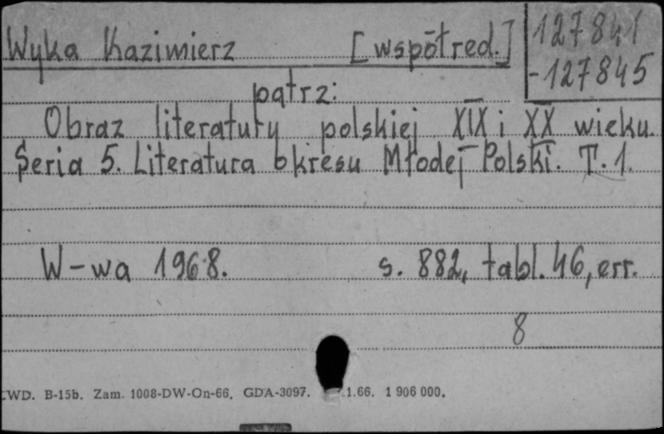 Wyka Kazimierz [współred.] 127841
-127845
patrz:
Obraz literatury polskiej XIX i XX wieku.
Seria 5. Literatura okresu Młodej Polski. T. 1.
W-wa 1968. s. 882, tabl. 46, err.
8
CWD. B-15b. Zam. 1008-DW-On-66. GDA-3097. 1.66. 1 906 000.